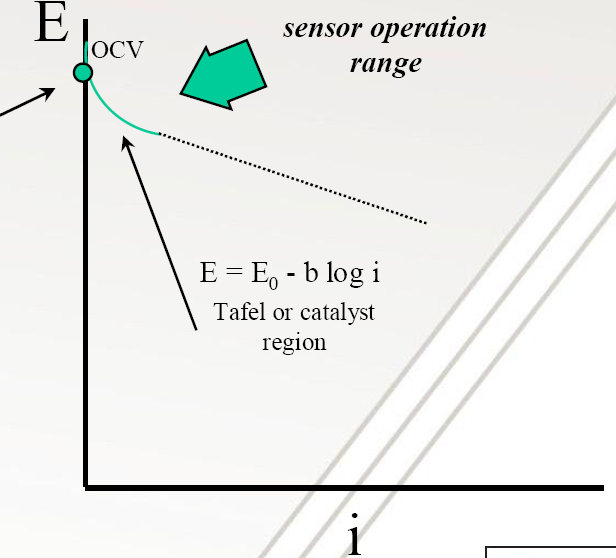 E
OCV
sensor operation
range
E = E₀ - b log i
Tafel or catalyst
region
i